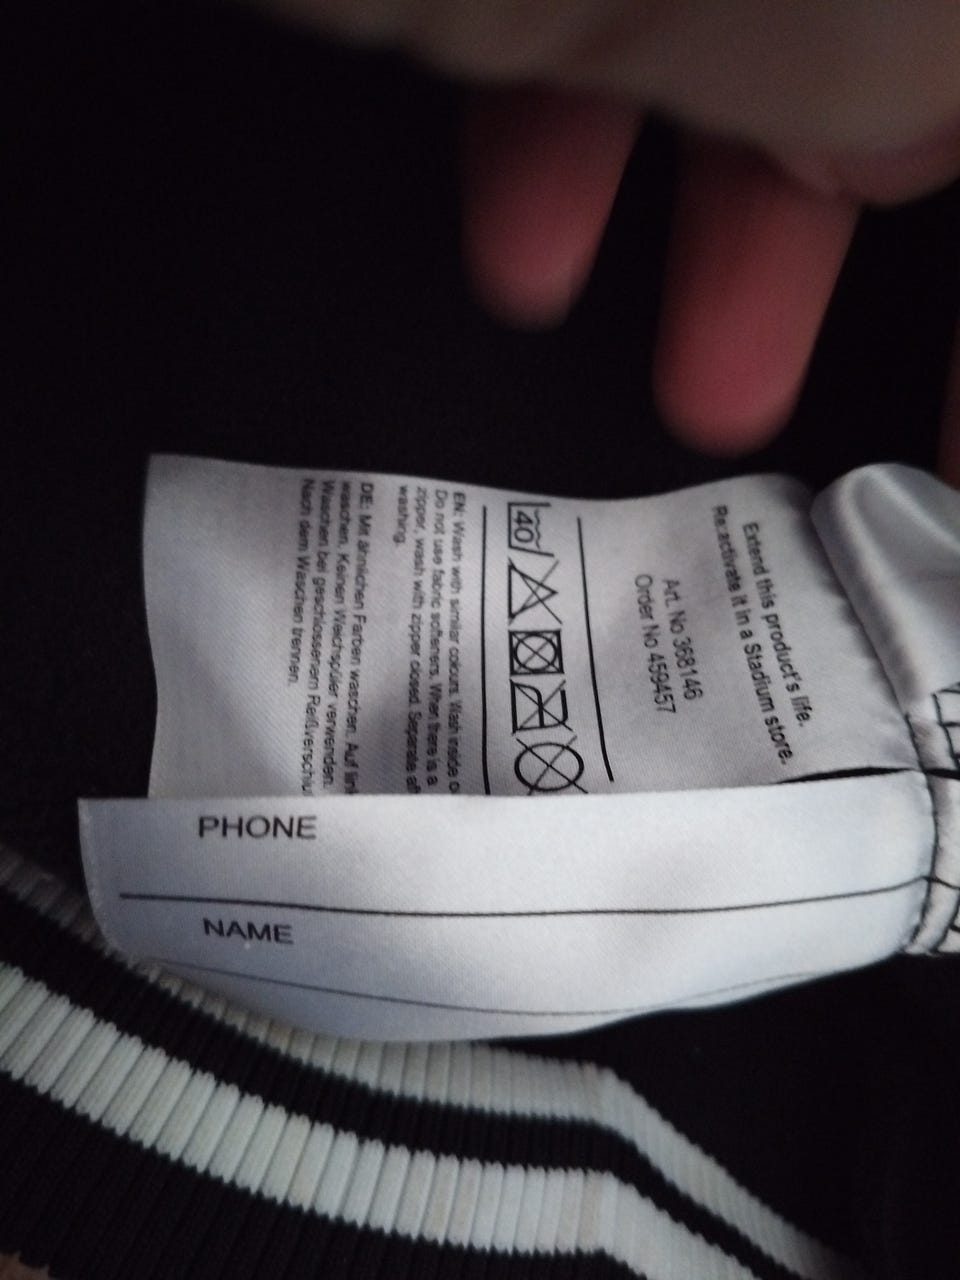 Extend this product's life.
Re:activate it in a Stadium store.
Art. No 368146
Order No 459457
40
EN: Wash with similar colours. Wash inside
Do not use fabric softeners. When there is a
zipper, wash with zipper closed. Separate
washing.
DE: Mit ähnlichen Farben waschen. Auf
waschen. Keinen Weichspüler verwenden.
Waschen bei geschlossenem
Nach dem Waschen trennen.
PHONE
NAME